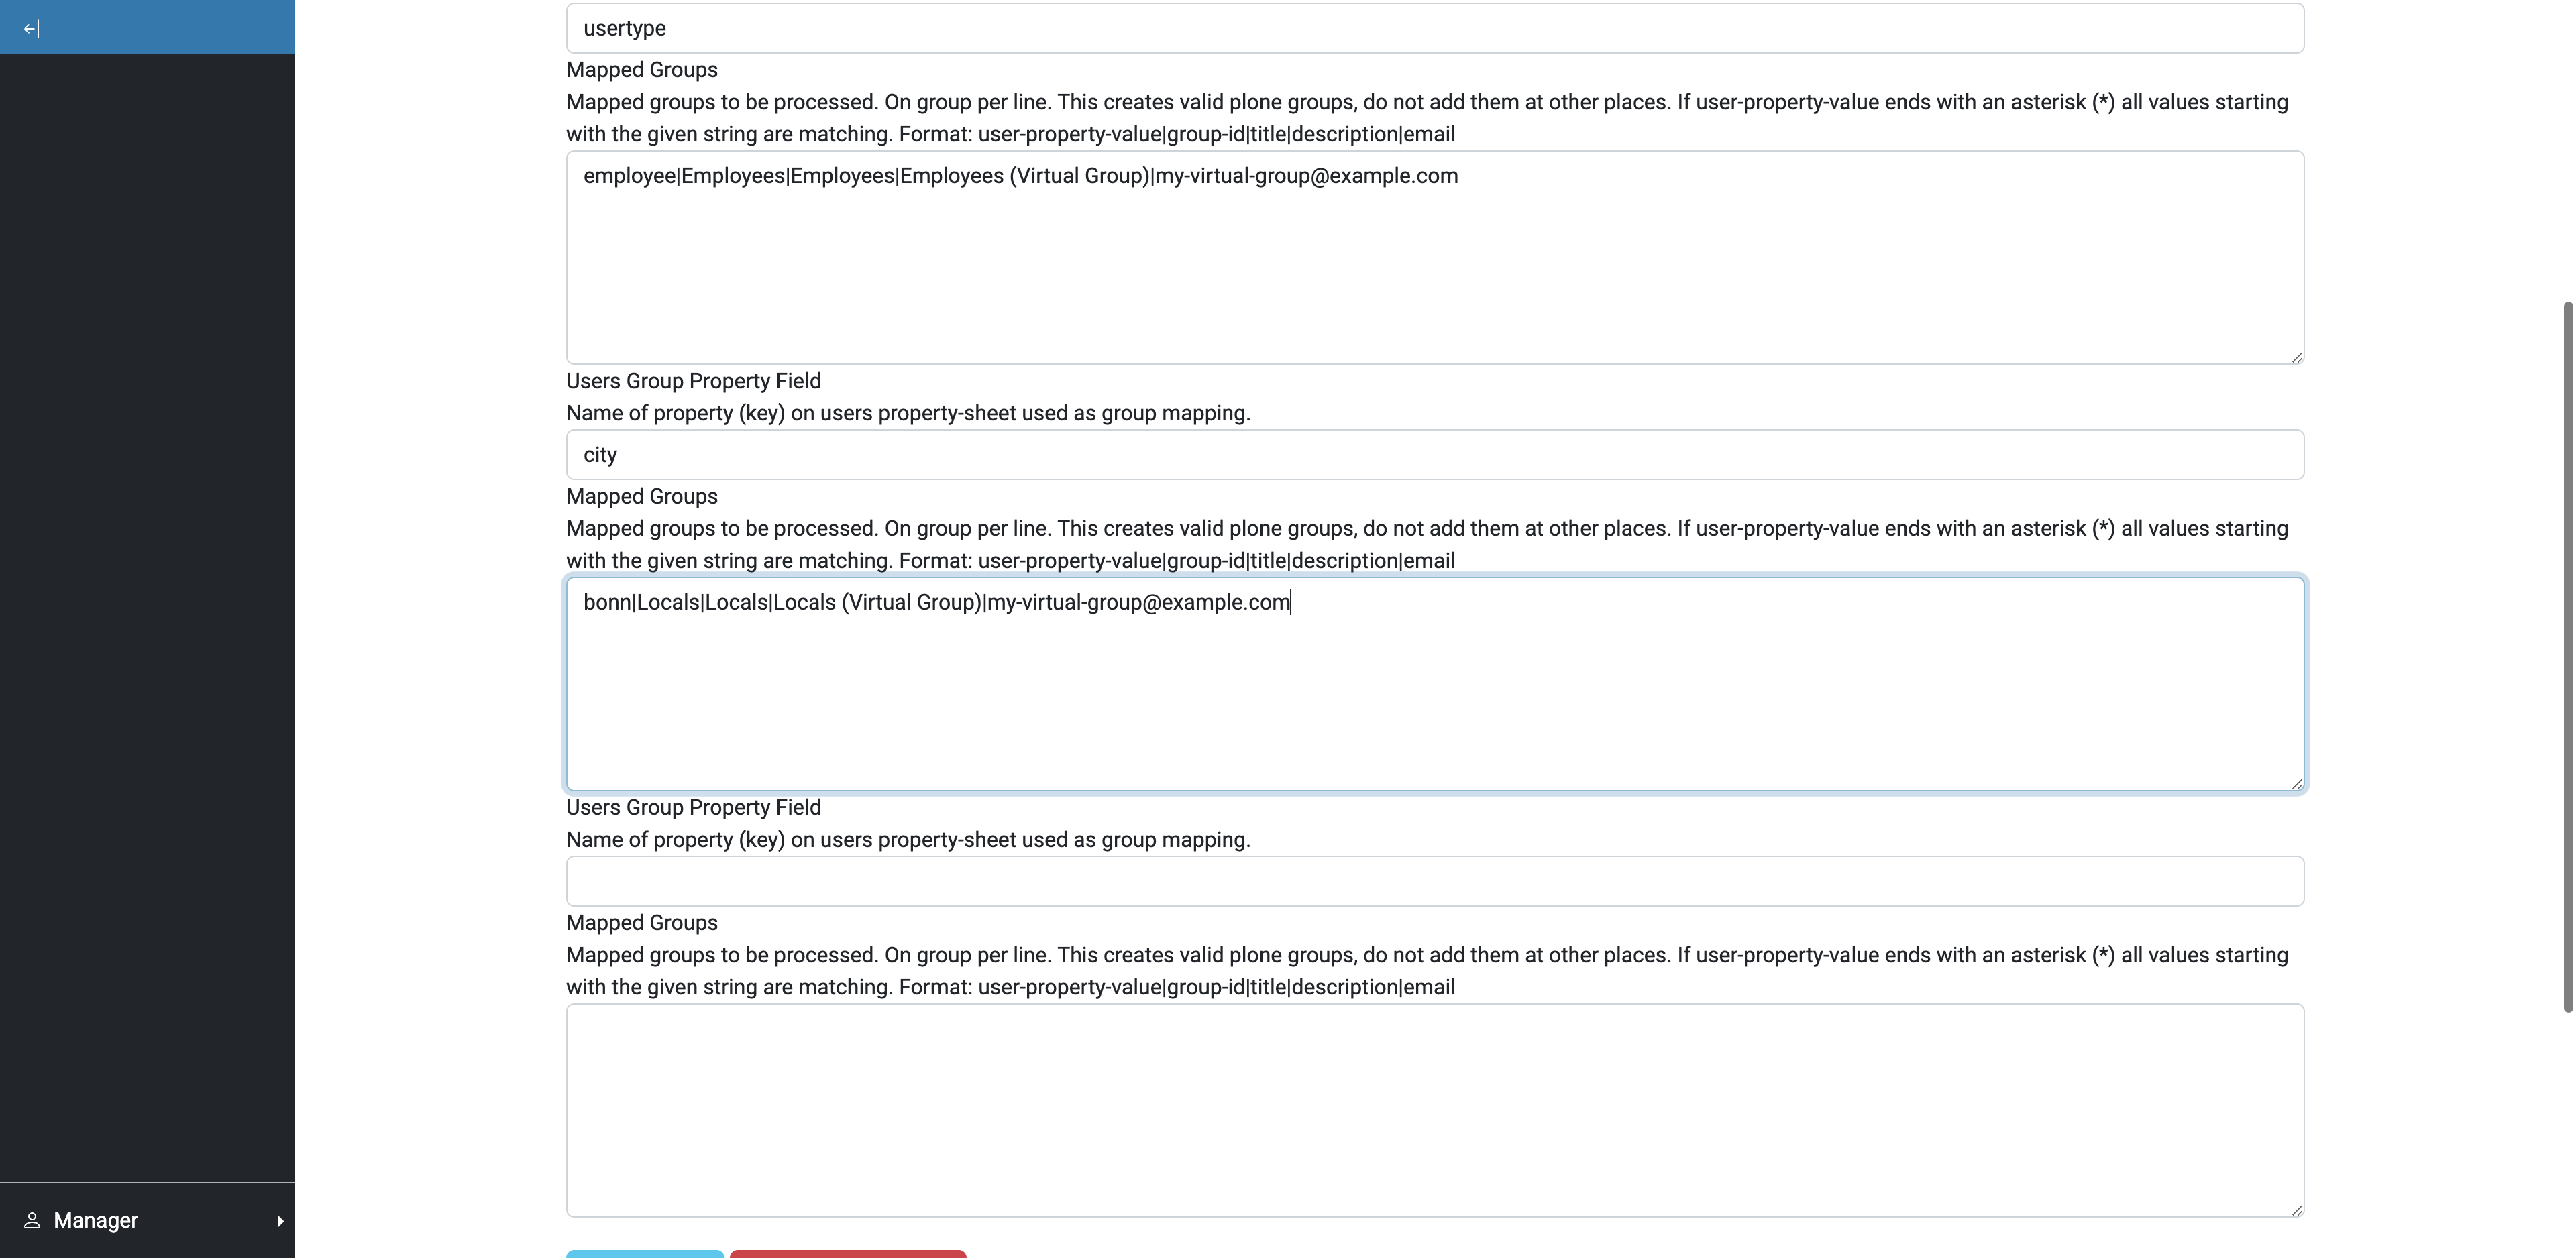 usertype
Mapped Groups
Mapped groups to be processed. On group per line. This creates valid plone groups, do not add them at other places. If user-property-value ends with an asterisk (*) all values starting
with the given string are matching. Format: user-property-value|group-id|title|description|email
employee|Employees|Employees|Employees (Virtual Group)|my-virtual-group@example.com
Users Group Property Field
Name of property (key) on users property-sheet used as group mapping.
city
Mapped Groups
Mapped groups to be processed. On group per line. This creates valid plone groups, do not add them at other places. If user-property-value ends with an asterisk (*) all values starting
with the given string are matching. Format: user-property-value|group-id|title|description|email
bonn|Locals|Locals|Locals (Virtual Group)|my-virtual-group@example.com
Users Group Property Field
Name of property (key) on users property-sheet used as group mapping.
Mapped Groups
Mapped groups to be processed. On group per line. This creates valid plone groups, do not add them at other places. If user-property-value ends with an asterisk (*) all values starting
with the given string are matching. Format: user-property-value|group-id|title|description|email
Manager